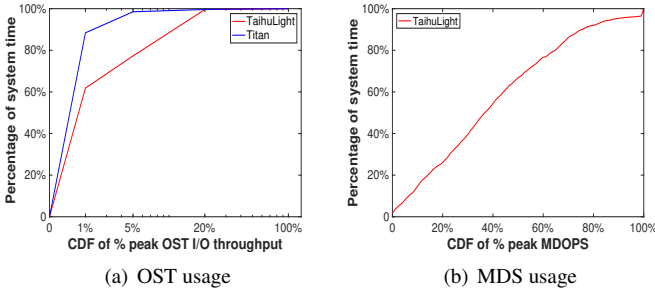 100%
80%
60%
40%
20%
0
Percentage of system time
TaihuLight
Titan
0 1% 5% 20% 100%
CDF of % peak OST I/O throughput
(a) OST usage
100%
80%
60%
40%
20%
0
Percentage of system time
TaihuLight
0 20% 40% 60% 80% 100%
CDF of % peak MDOPS
(b) MDS usage